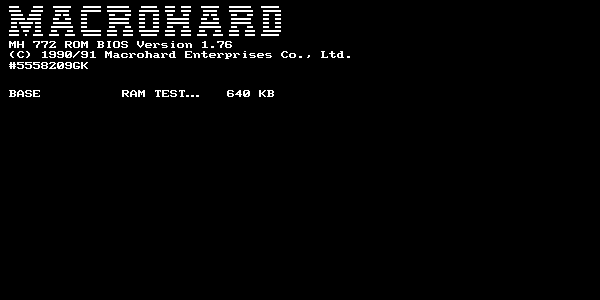 MACROHARD
MH 772 ROM BIOS Version 1.76
(C) 1990/91 Macrohard Enterprises Co., Ltd.
#5558209GK
BASE RAM TEST... 640 KB